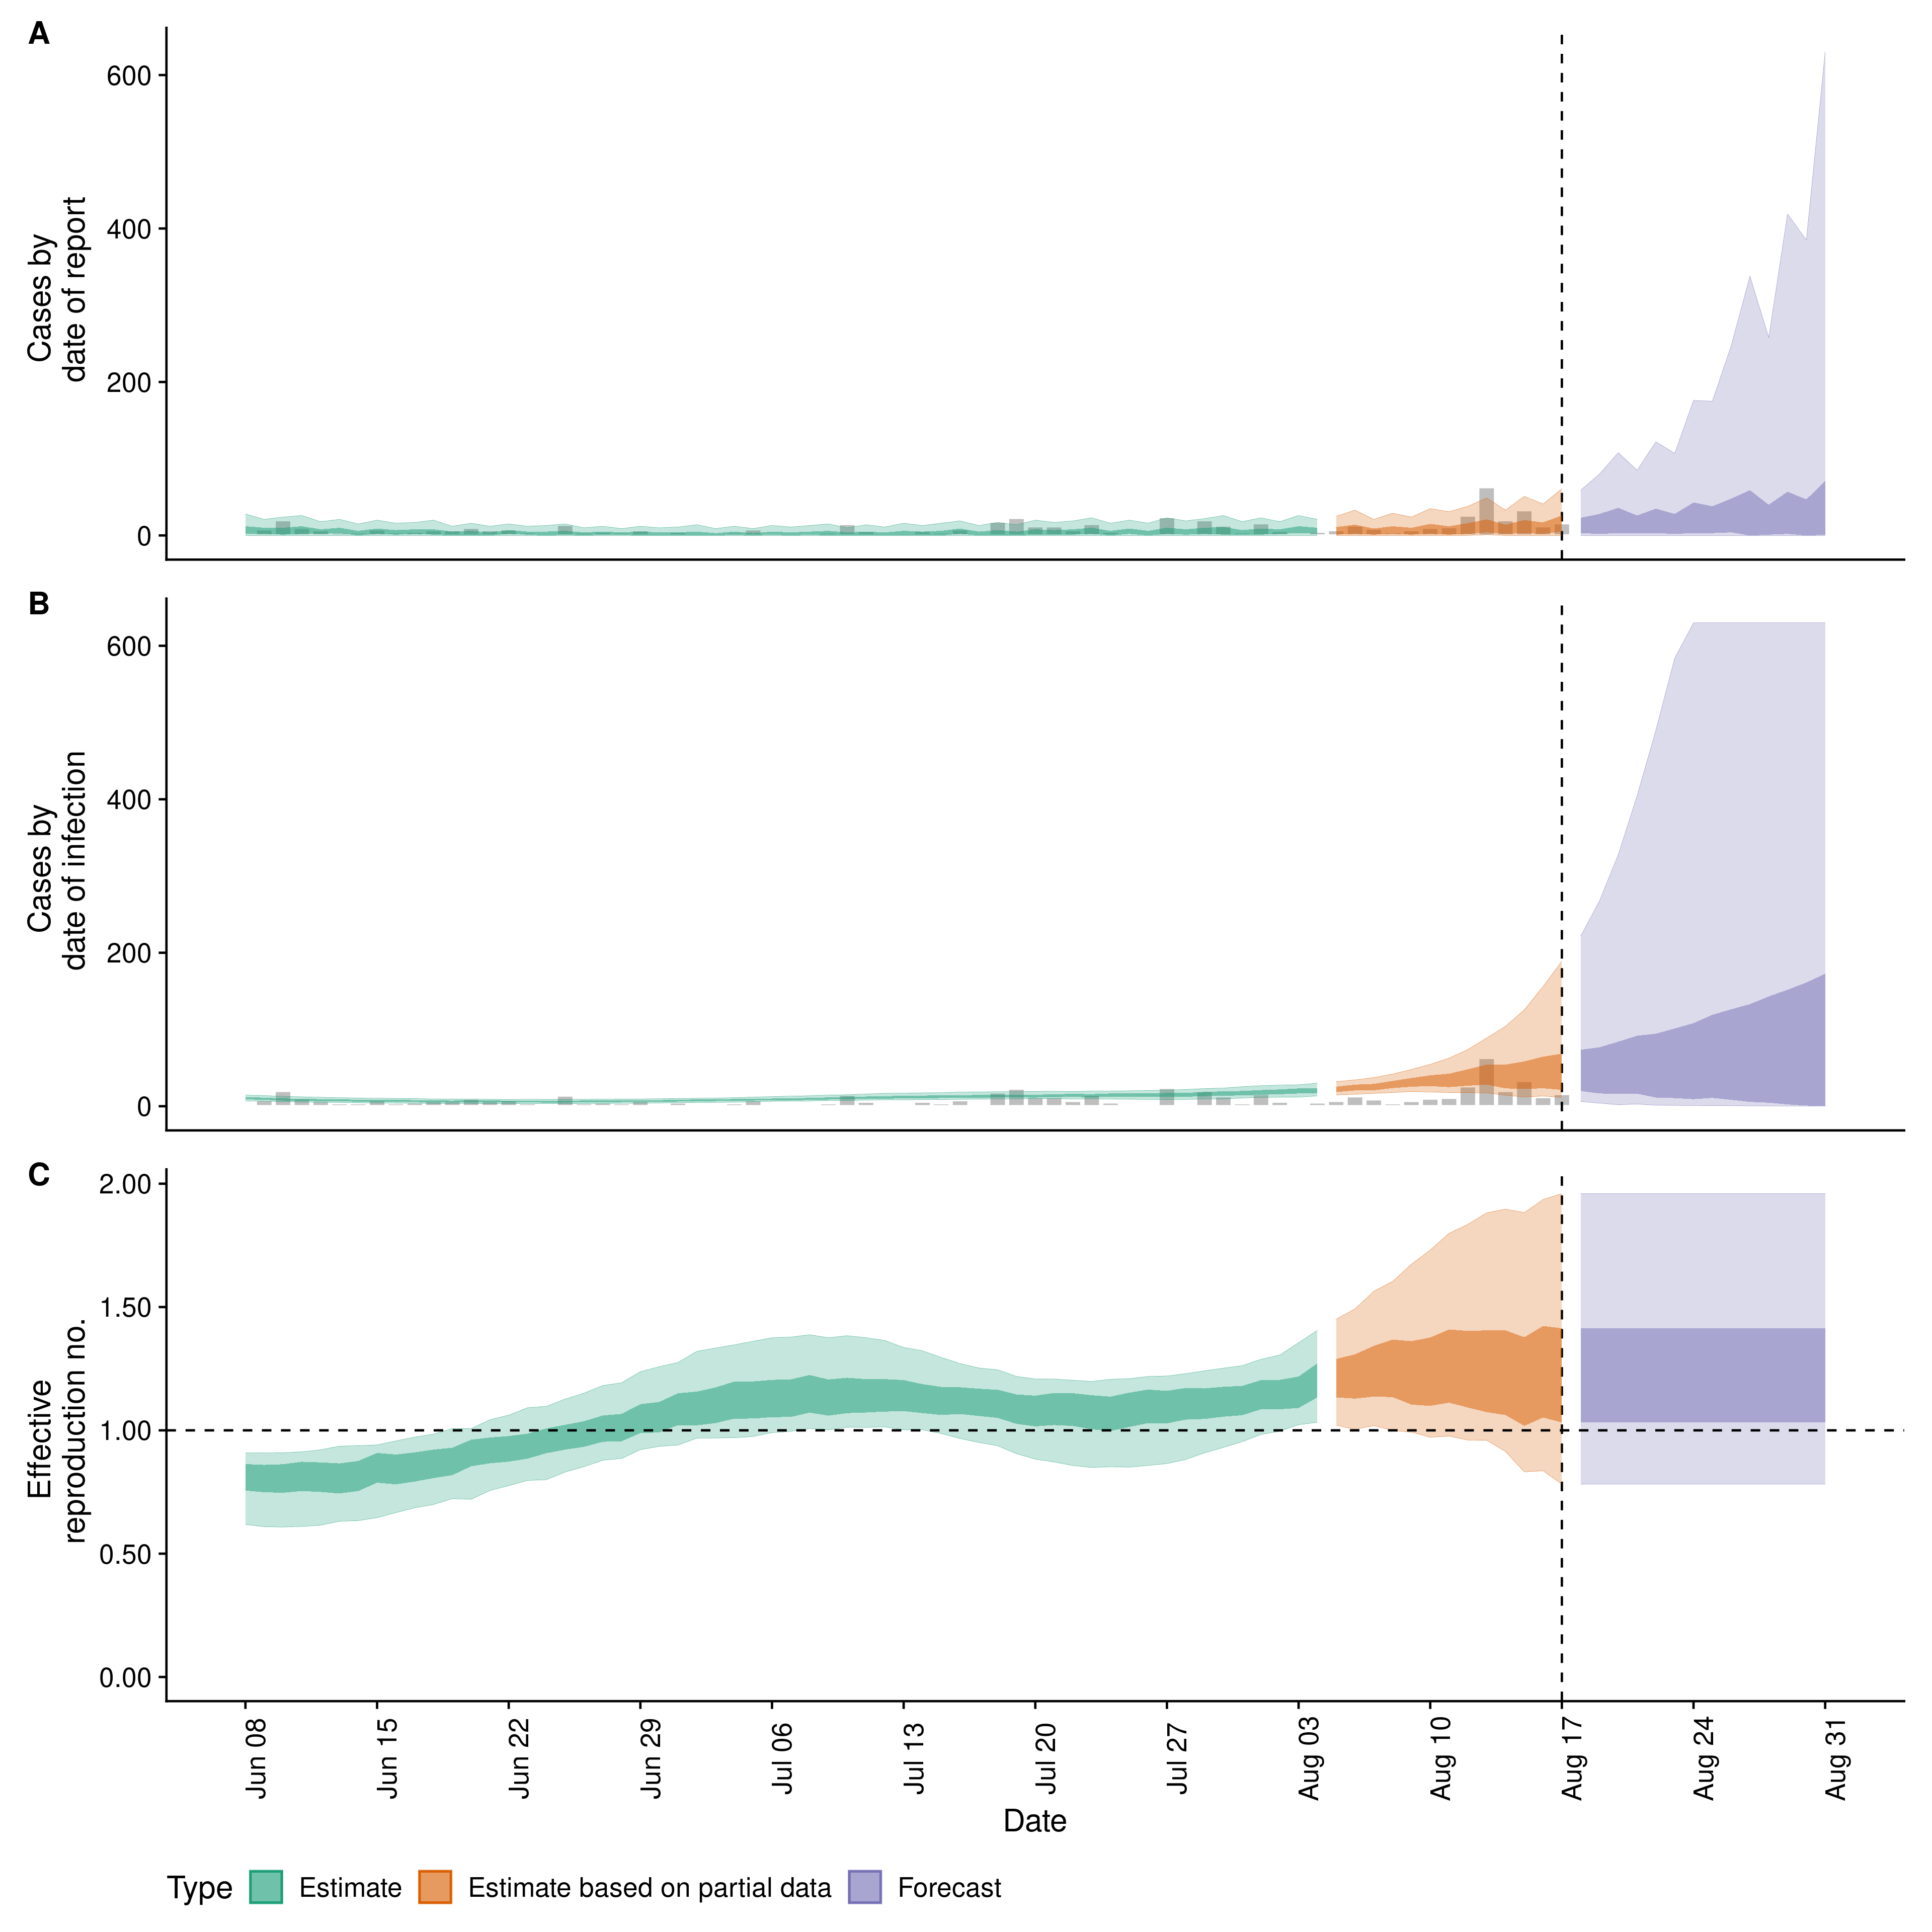 A
Cases by
date of report
600
400
200
0
B
Cases by
date of infection
600
400
200
0
C
Effective
reproduction no.
2.00
1.50
1.00
0.50
0.00
Jun 08
Jun 15
Jun 22
Jun 29
Jul 06
Jul 13
Jul 20
Jul 27
Aug 03
Aug 10
Aug 17
Aug 24
Aug 31
Date
Type Estimate Estimate based on partial data Forecast